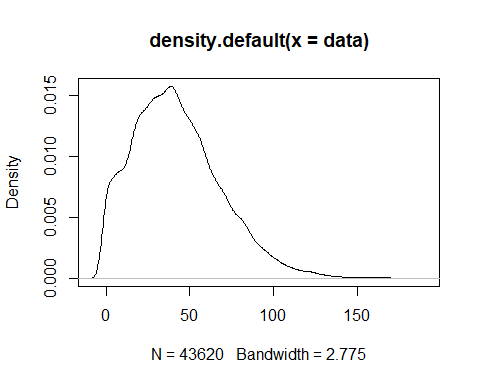 density.default(x = data)
Density
0.015
0.010
0.005
0.000
0 50 100 150
N = 43620 Bandwidth = 2.775